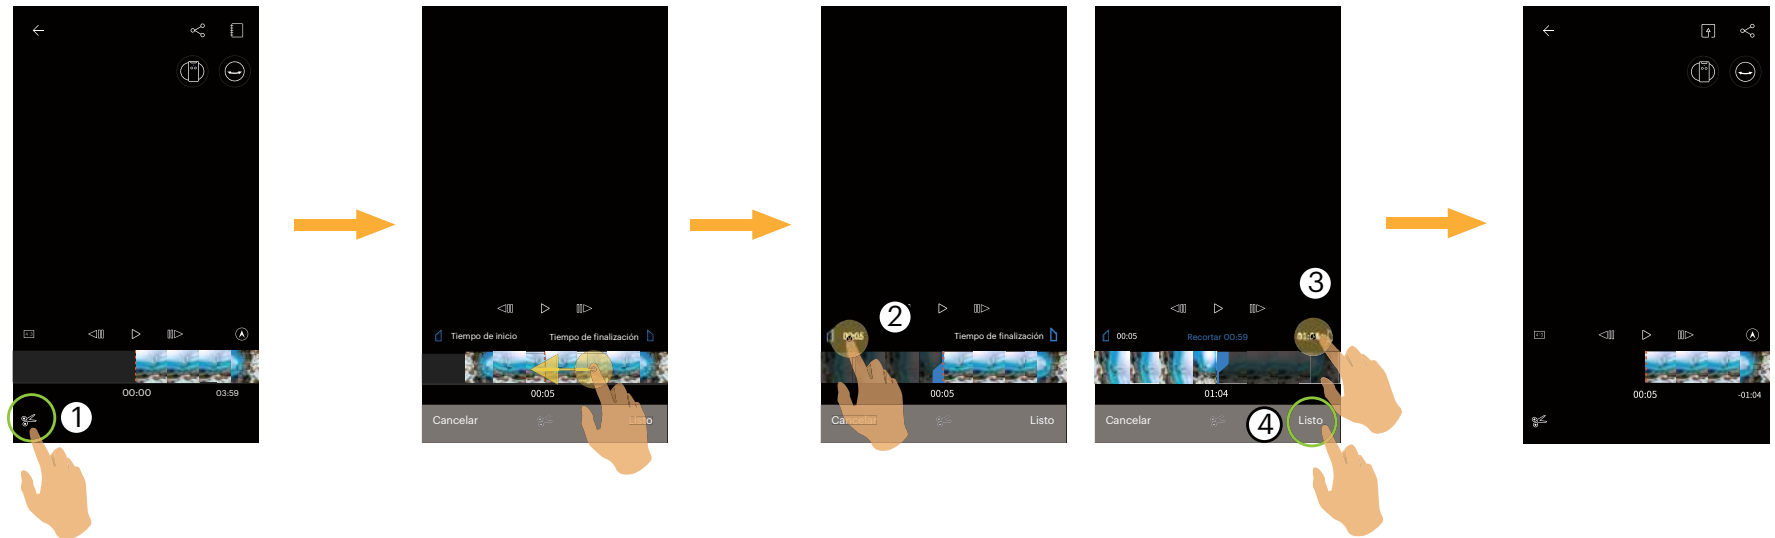 00:00
03:59
1
Tiempo de inicio
Tiempo de finalización
00:05
Cancelar
Listo
2
00:05
Tiempo de finalización
00:05
Cancelar
Listo
3
00:05
Recortar 00:59
01:04
Cancelar
4
Listo
00:05
-01:04